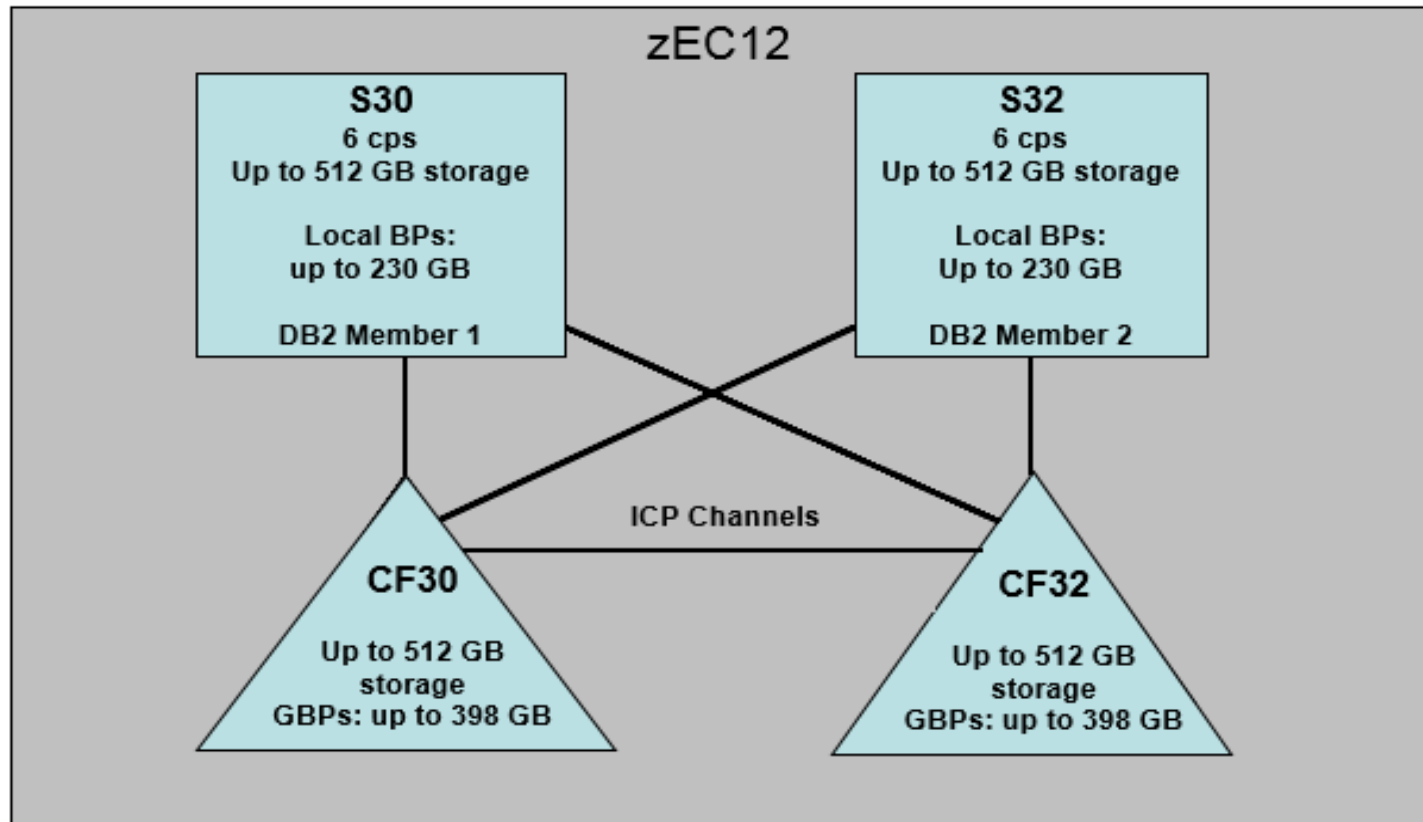 zEC12
S30
6 cps
Up to 512 GB storage
Local BPs:
up to 230 GB
DB2 Member 1
S32
6 cps
Up to 512 GB storage
Local BPs:
Up to 230 GB
DB2 Member 2
ICP Channels
CF30
Up to 512 GB
storage
GBPs: up to 398 GB
CF32
Up to 512 GB
storage
GBPs: up to 398 GB